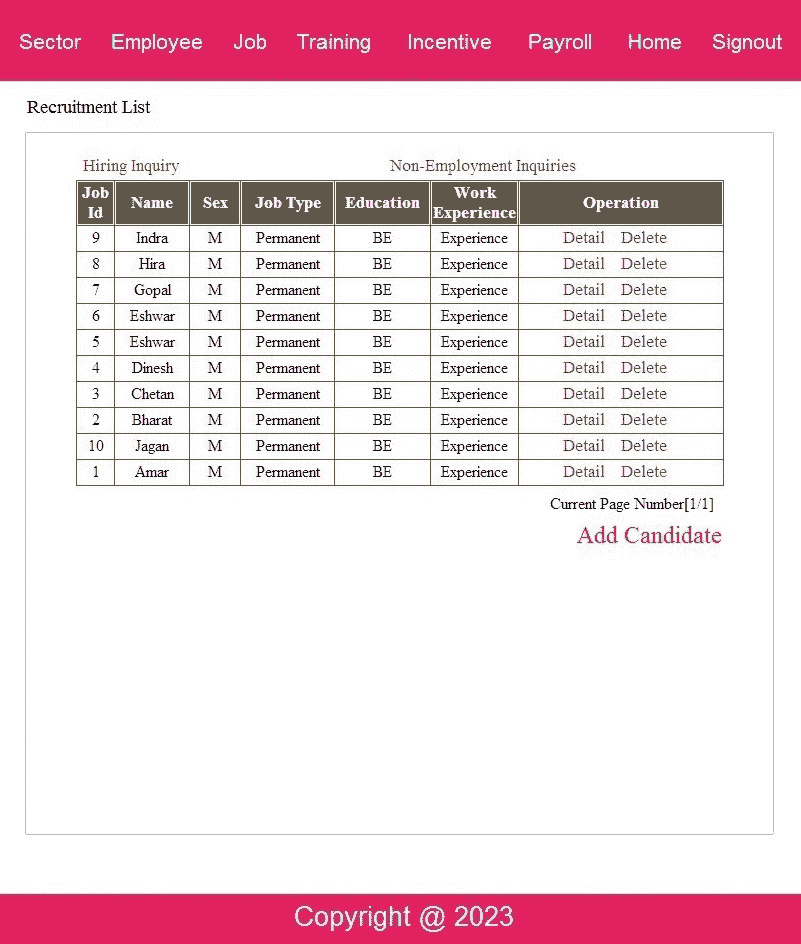 Sector Employee Job Training Incentive Payroll Home Signout
Recruitment List
Hiring Inquiry Non-Employment Inquiries
Job Id Name Sex Job Type Education Work Experience Operation
9 Indra M Permanent BE Experience Detail Delete
8 Hira M Permanent BE Experience Detail Delete
7 Gopal M Permanent BE Experience Detail Delete
6 Eshwar M Permanent BE Experience Detail Delete
5 Eshwar M Permanent BE Experience Detail Delete
4 Dinesh M Permanent BE Experience Detail Delete
3 Chetan M Permanent BE Experience Detail Delete
2 Bharat M Permanent BE Experience Detail Delete
10 Jagan M Permanent BE Experience Detail Delete
1 Amar M Permanent BE Experience Detail Delete
Current Page Number[1/1]
Add Candidate
Copyright @ 2023